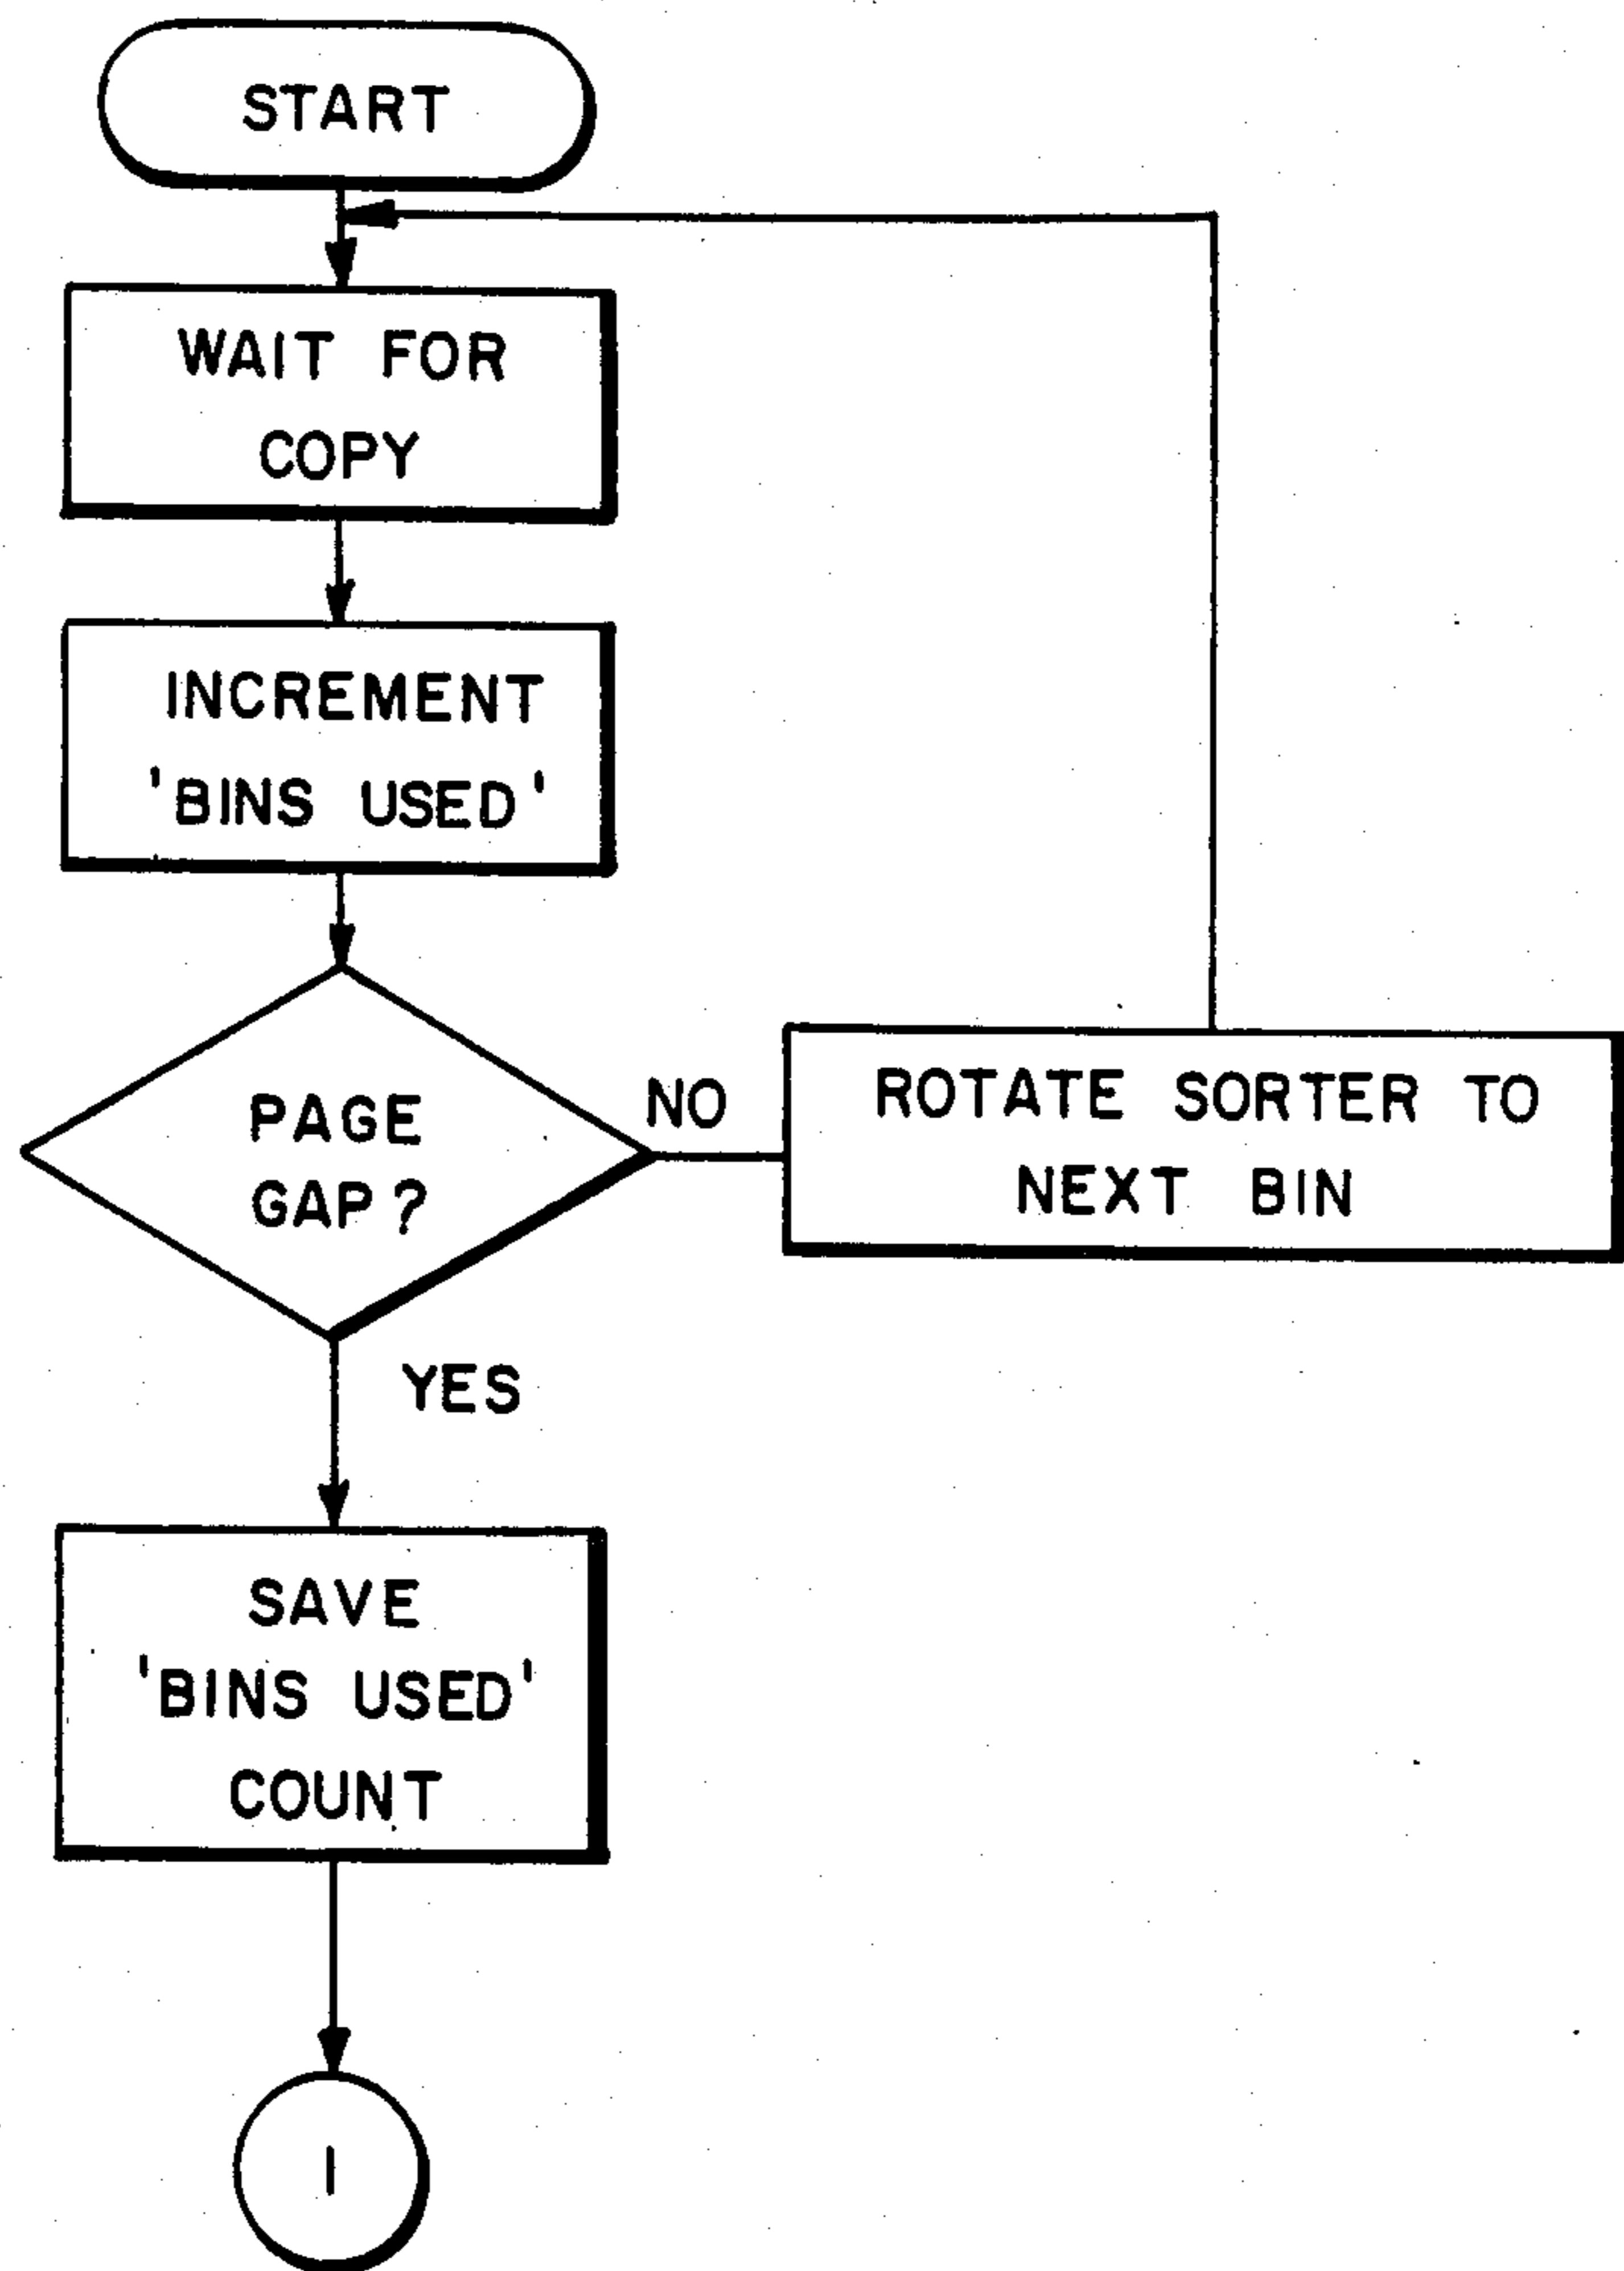 START
WAIT FOR
COPY
INCREMENT
'BINS USED'
PAGE
GAP?
NO
ROTATE SORTER TO
NEXT BIN
YES
SAVE
'BINS USED'
COUNT
1